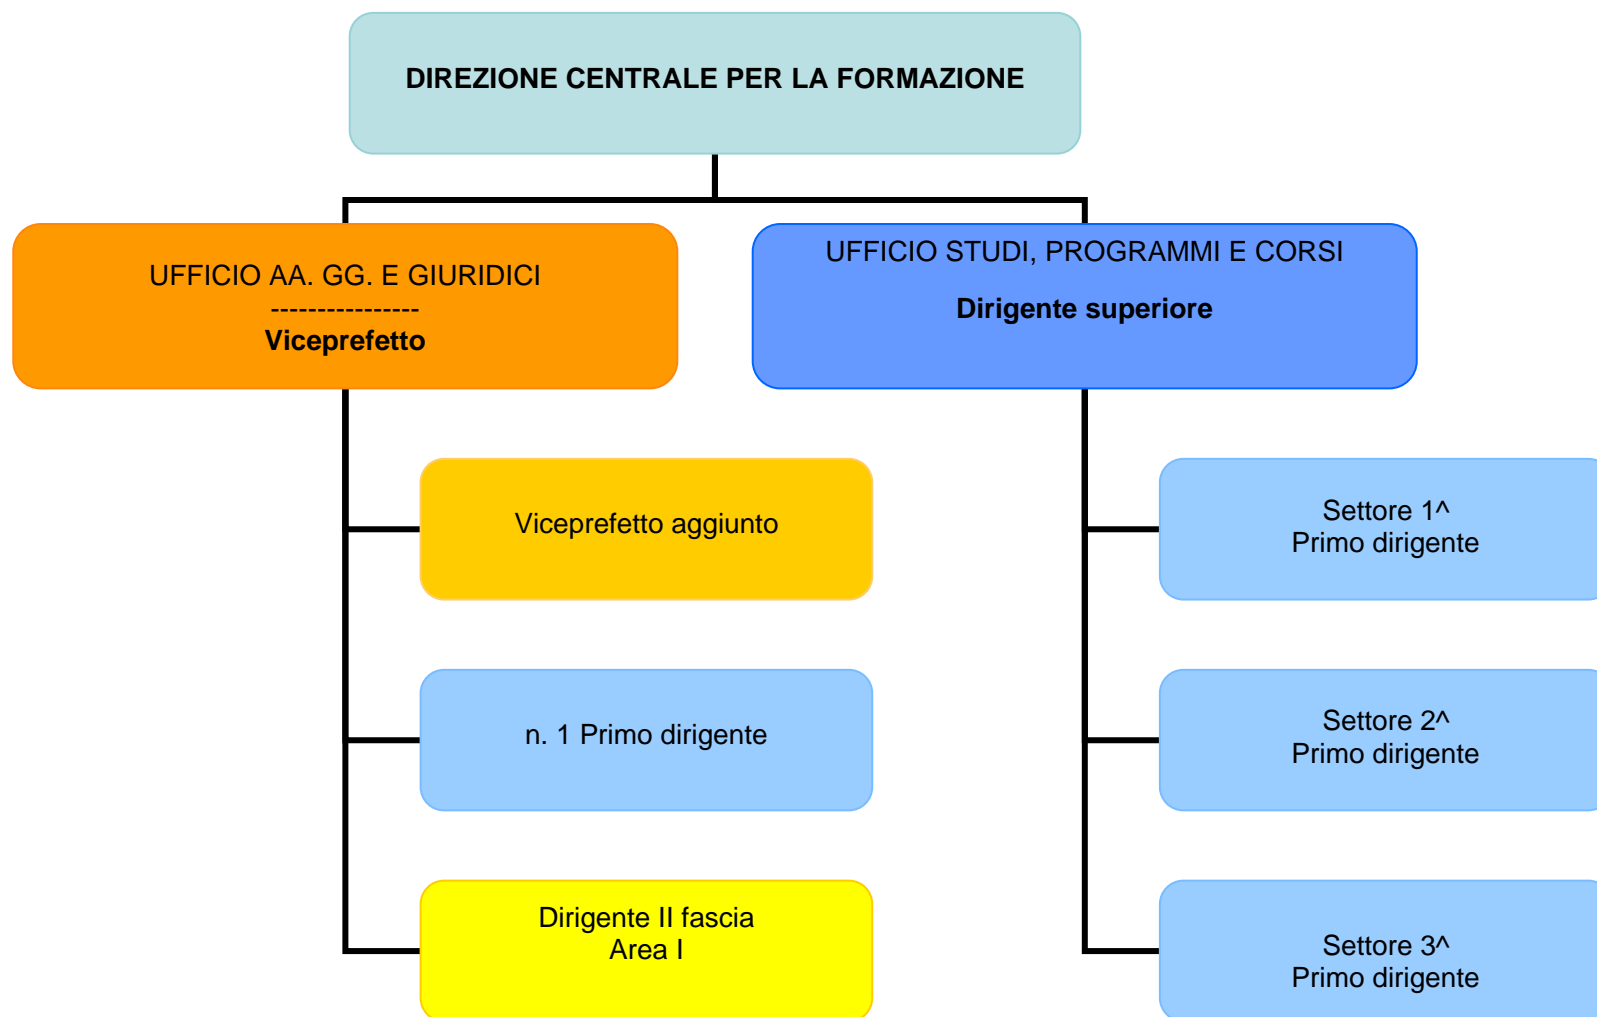 DIREZIONE CENTRALE PER LA FORMAZIONE
UFFICIO AA. GG. E GIURIDICI
----------------
Viceprefetto
UFFICIO STUDI, PROGRAMMI E CORSI
Dirigente superiore
Viceprefetto aggiunto
n. 1 Primo dirigente
Dirigente II fascia
Area I
Settore 1^
Primo dirigente
Settore 2^
Primo dirigente
Settore 3^
Primo dirigente